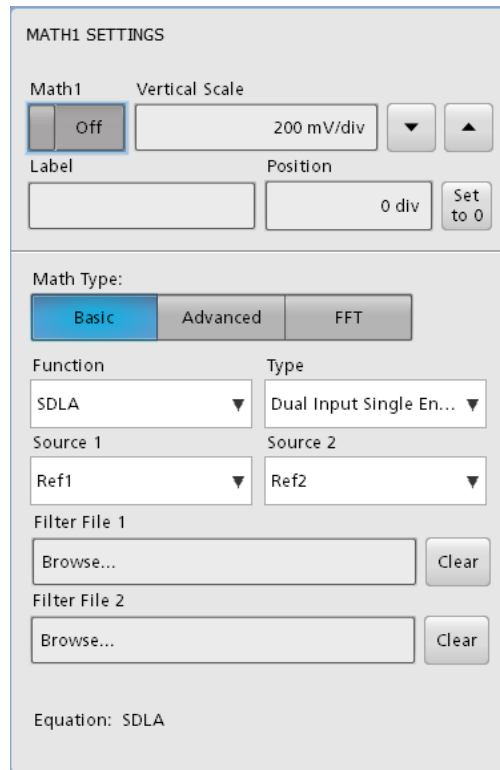 MATH1 SETTINGS
Math1 Vertical Scale
Off 200 mV/div
Label Position
0 div Set to 0
Math Type:
Basic Advanced FFT
Function Type
SDLA Dual Input Single En...
Source 1 Source 2
Ref1 Ref2
Filter File 1
Browse... Clear
Filter File 2
Browse... Clear
Equation: SDLA